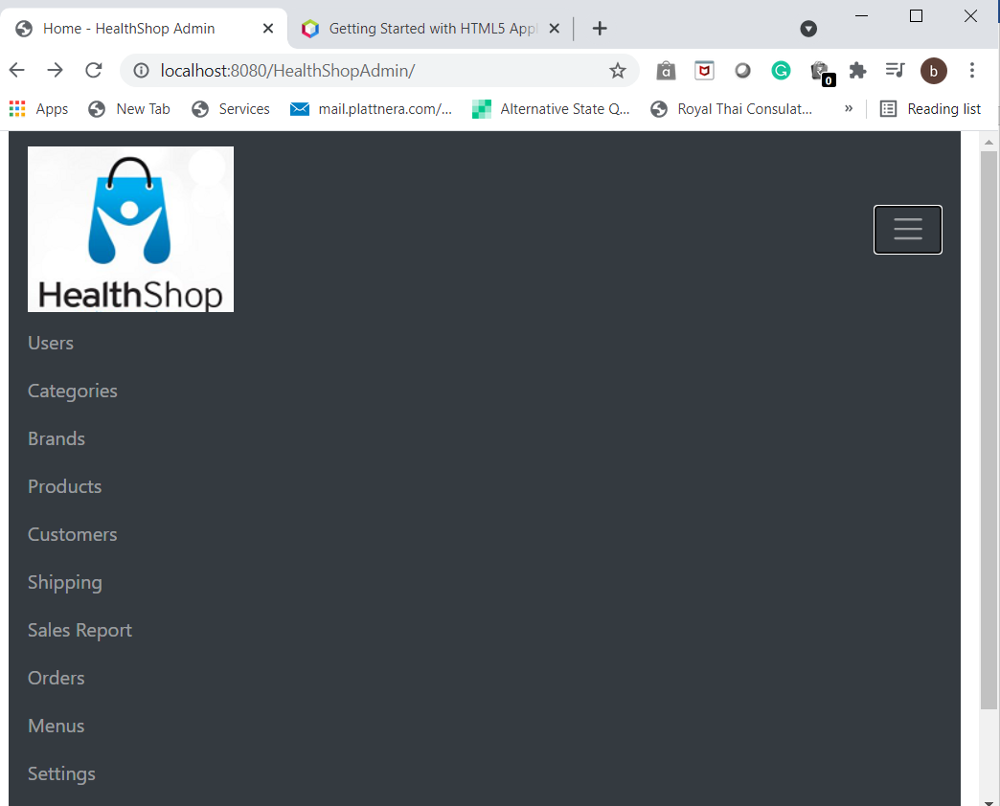 Home - HealthShop Admin
Getting Started with HTML5 Appl
localhost:8080/HealthShopAdmin/
a
G
0
b
Apps
New Tab
Services
mail.plattnera.com/...
Alternative State Q...
Royal Thai Consulat...
»
Reading list
HealthShop
Users
Categories
Brands
Products
Customers
Shipping
Sales Report
Orders
Menus
Settings